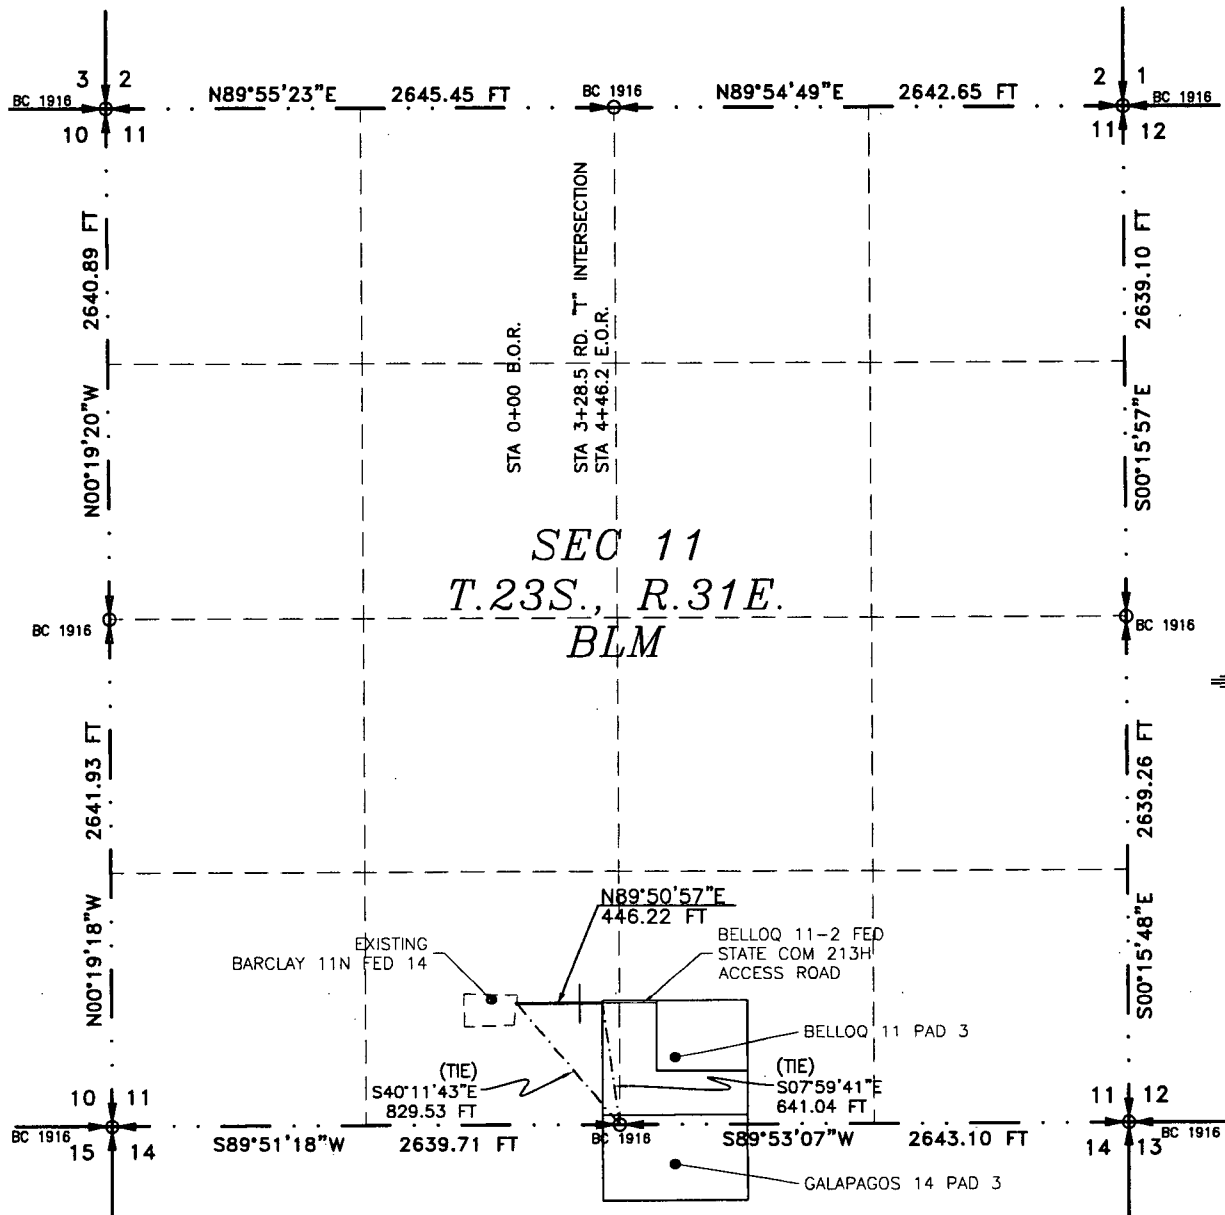 3 2
BC 1916
10 11
N89°55'23"E 2645.45 FT
BC 1916
N89°54'49"E 2642.65 FT
2 1
BC 1916
11 12
2640.89 FT
N00°19'20"W
STA 0+00 B.O.R.
STA 3+28.5 RD. "T" INTERSECTION
STA 4+46.2 E.O.R.
2639.10 FT
S00°15'57"E
SEC 11
T.23S., R.31E.
BLM
BC 1916
BC 1916
2641.93 FT
N00°19'18"W
2639.26 FT
S00°15'48"E
N89°50'57"E
446.22 FT
EXISTING
BARCLAY 11N FED 14
BELLOQ 11-2 FED
STATE COM 213H
ACCESS ROAD
BELLOQ 11 PAD 3
(TIE)
S40°11'43"E
829.53 FT
(TIE)
S07°59'41"E
641.04 FT
10 11
BC 1916
15 14
S89°51'18"W 2639.71 FT
BC 1916
S89°53'07"W 2643.10 FT
11 12
BC 1916
14 13
GALAPAGOS 14 PAD 3